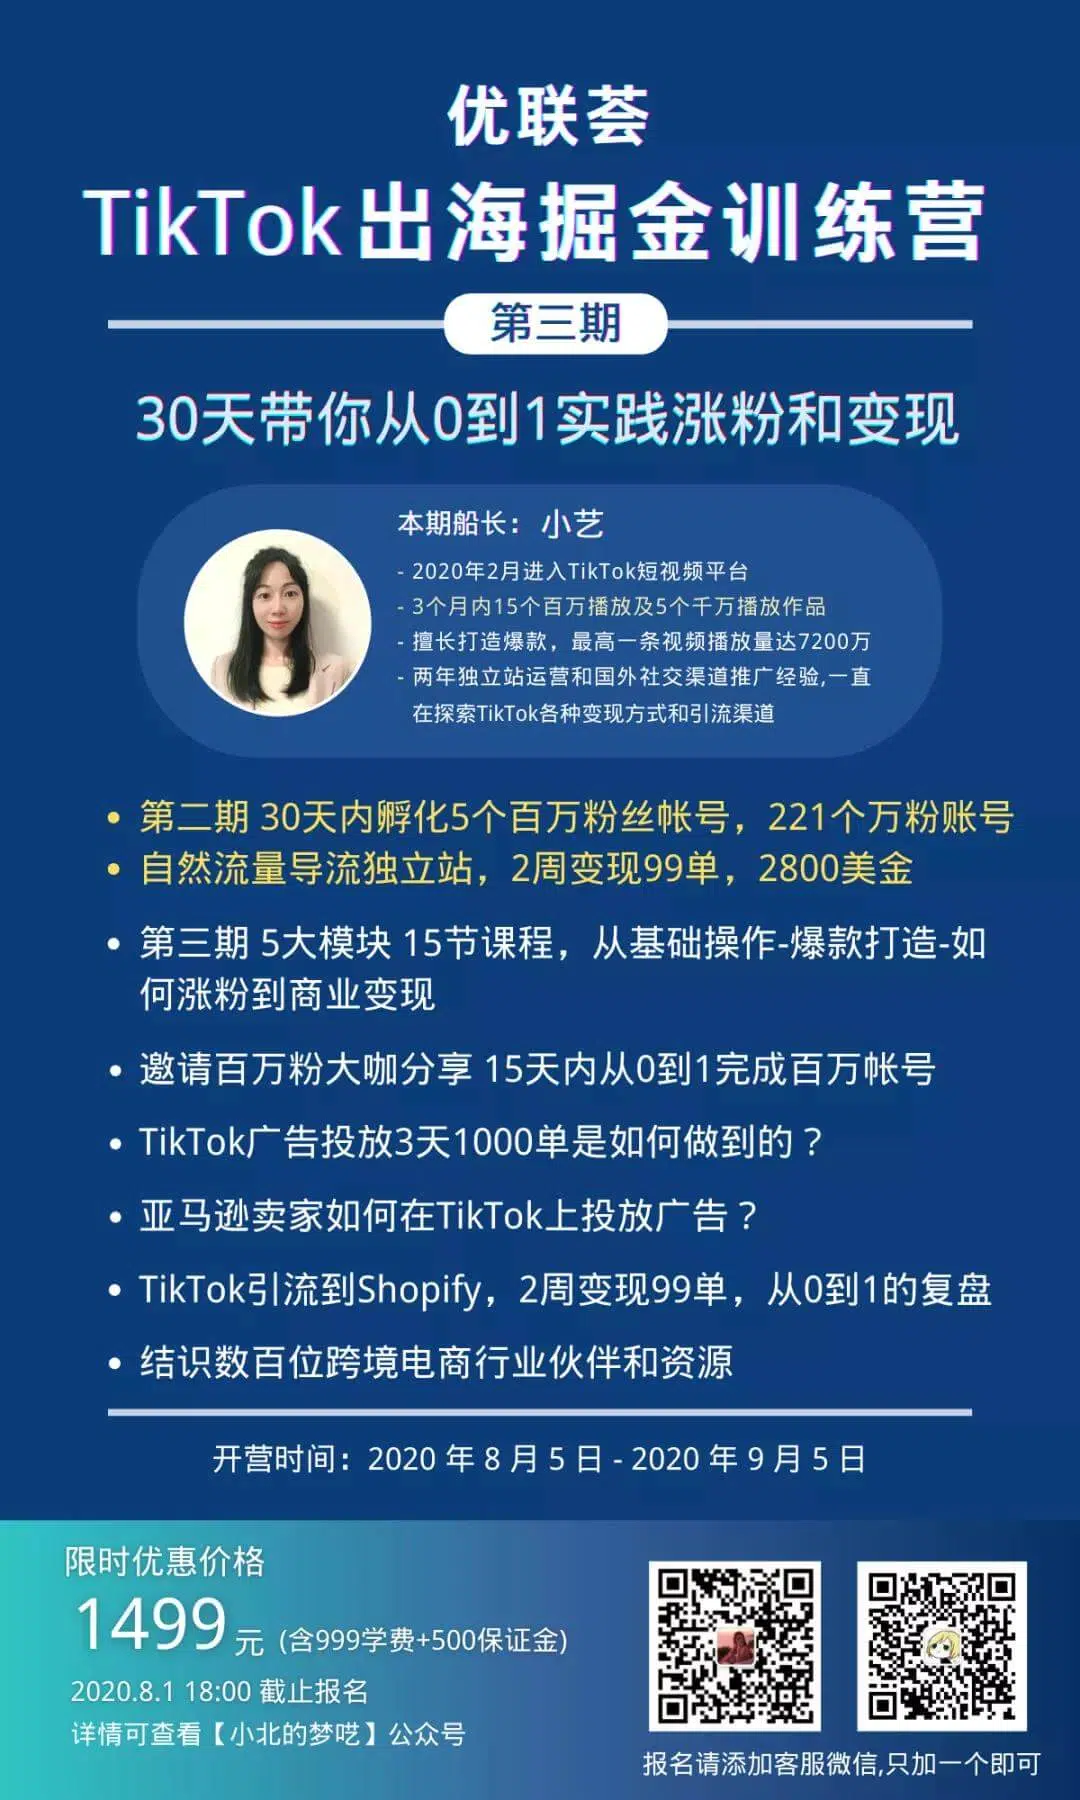 优联荟
TikTok出海掘金训练营
第三期
30天带你从0到1实践涨粉和变现
本期船长：小艺
- 2020年2月进入TikTok短视频平台
- 3个月内15个百万播放及5个千万播放作品
- 擅长打造爆款，最高一条视频播放量达7200万
- 两年独立站运营和国外社交渠道推广经验,一直
在探索TikTok各种变现方式和引流渠道
• 第二期 30天内孵化5个百万粉丝帐号，221个万粉账号
• 自然流量导流独立站，2周变现99单，2800美金
• 第三期 5大模块 15节课程，从基础操作-爆款打造-如
何涨粉到商业变现
• 邀请百万粉大咖分享 15天内从0到1完成百万帐号
• TikTok广告投放3天1000单是如何做到的？
• 亚马逊卖家如何在TikTok上投放广告？
• TikTok引流到Shopify，2周变现99单，从0到1的复盘
• 结识数百位跨境电商行业伙伴和资源
开营时间：2020 年 8 月 5 日 - 2020 年 9 月 5 日
限时优惠价格
1499 元 (含999学费+500保证金)
2020.8.1 18:00 截止报名
详情可查看【小北的梦呓】公众号
报名请添加客服微信,只加一个即可